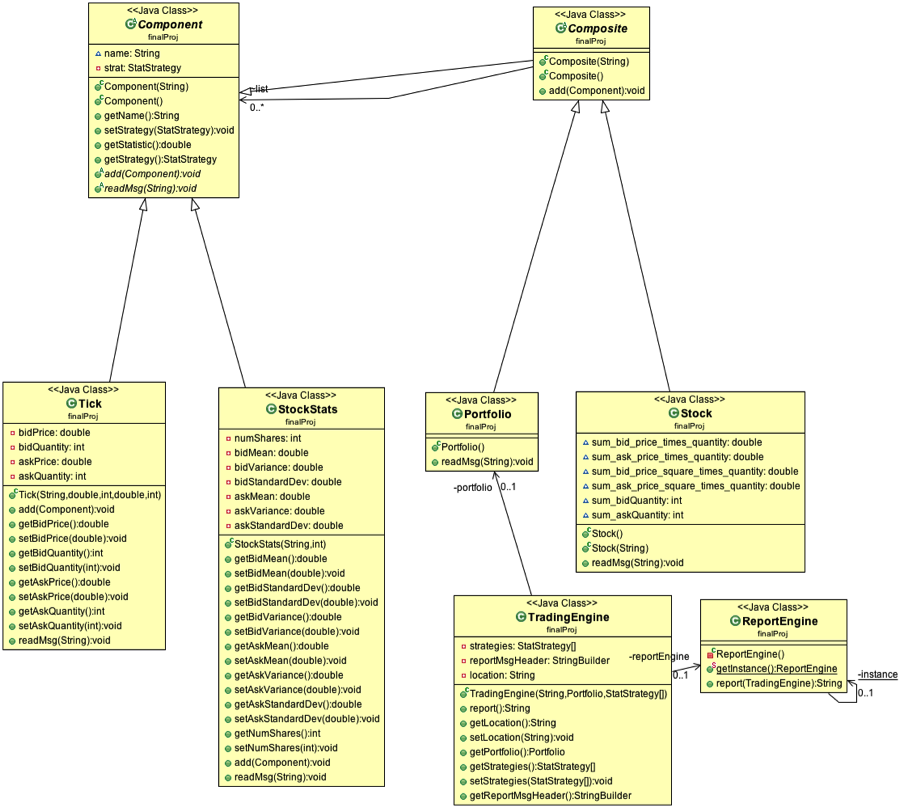 <<Java Class>>
Component
finalProj
name: String
strat: StatStrategy
Component(String)
Component()
getName():String
setStrategy(StatStrategy):void
getStatistic():double
getStrategy():StatStrategy
add(Component):void
readMsg(String):void
-list
0..*
<<Java Class>>
Composite
finalProj
Composite(String)
Composite()
add(Component):void
<<Java Class>>
Tick
finalProj
bidPrice: double
bidQuantity: int
askPrice: double
askQuantity: int
Tick(String,double,int,double,int)
add(Component):void
getBidPrice():double
setBidPrice(double):void
getBidQuantity():int
setBidQuantity(int):void
getAskPrice():double
setAskPrice(double):void
getAskQuantity():int
setAskQuantity(int):void
readMsg(String):void
<<Java Class>>
StockStats
finalProj
numShares: int
bidMean: double
bidVariance: double
bidStandardDev: double
askMean: double
askVariance: double
askStandardDev: double
StockStats(String,int)
getBidMean():double
setBidMean(double):void
getBidStandardDev():double
setBidStandardDev(double):void
getBidVariance():double
setBidVariance(double):void
getAskMean():double
setAskMean(double):void
getAskVariance():double
setAskVariance(double):void
getAskStandardDev():double
setAskStandardDev(double):void
getNumShares():int
setNumShares(int):void
add(Component):void
readMsg(String):void
<<Java Class>>
Portfolio
finalProj
Portfolio()
readMsg(String):void
-portfolio
0..1
<<Java Class>>
Stock
finalProj
sum_bid_price_times_quantity: double
sum_ask_price_times_quantity: double
sum_bid_price_square_times_quantity: double
sum_ask_price_square_times_quantity: double
sum_bidQuantity: int
sum_askQuantity: int
Stock()
Stock(String)
readMsg(String):void
<<Java Class>>
TradingEngine
finalProj
strategies: StatStrategy[]
reportMsgHeader: StringBuilder
location: String
TradingEngine(String,Portfolio,StatStrategy[])
report():String
getLocation():String
setLocation(String):void
getPortfolio():Portfolio
getStrategies():StatStrategy[]
setStrategies(StatStrategy[]):void
getReportMsgHeader():StringBuilder
-reportEngine
0..1
<<Java Class>>
ReportEngine
finalProj
ReportEngine()
getInstance():ReportEngine
report(TradingEngine):String
-instance
0..1